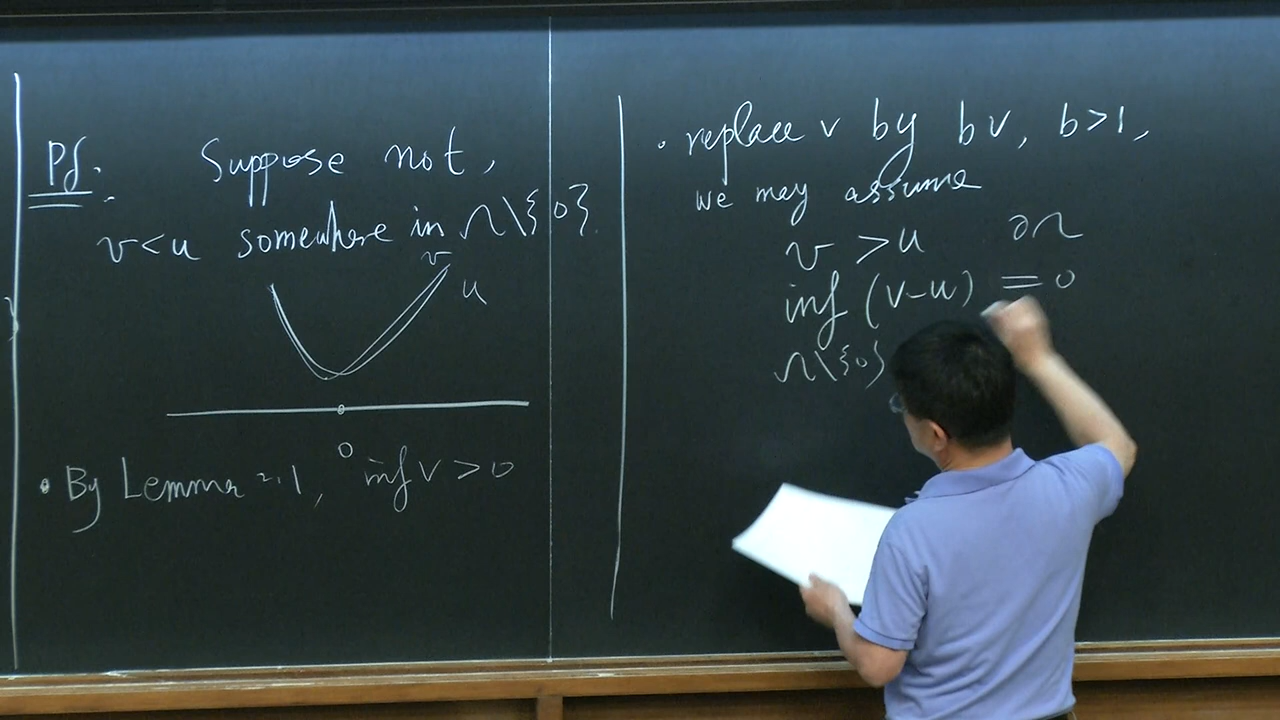 Pf.
Suppose not,
v<u somewhere in Ω\{0}.
v
u
0
• By Lemma 2.1, inf v > 0
• replace v by bv, b>1,
we may assume
v > u ∂Ω
inf (v-u) = 0
Ω\{0}